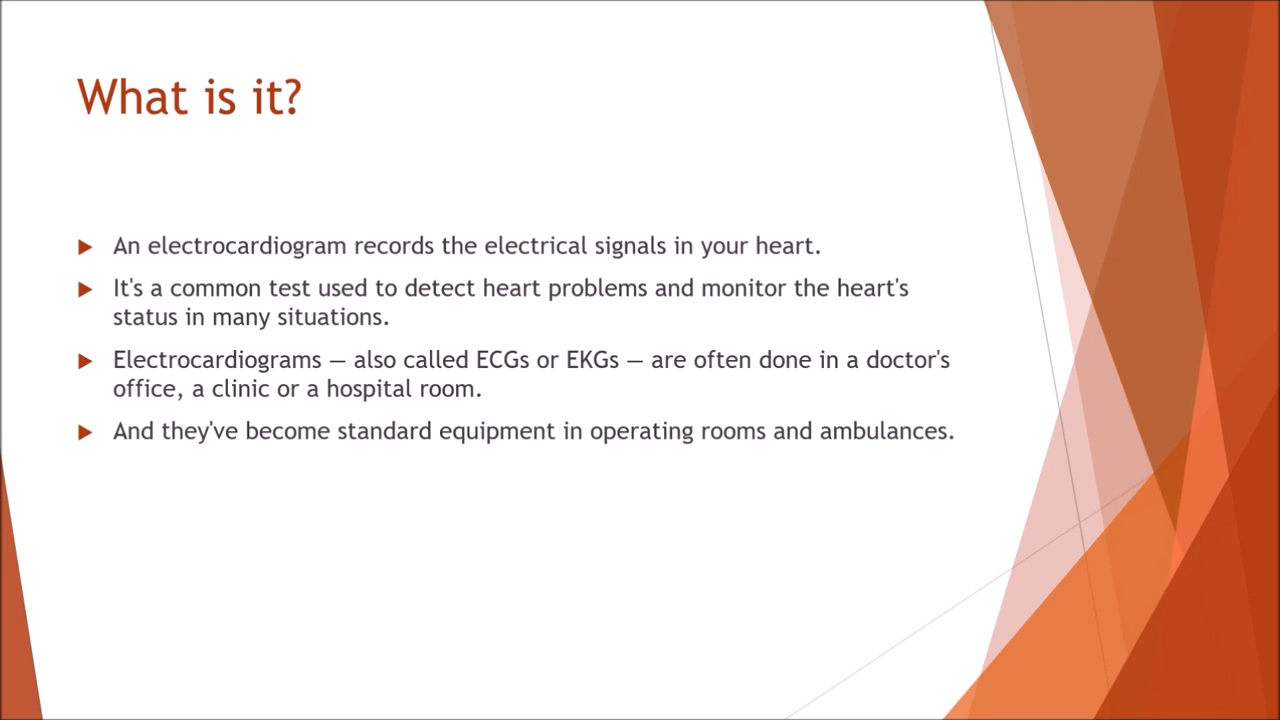 What is it?
An electrocardiogram records the electrical signals in your heart.
It's a common test used to detect heart problems and monitor the heart's
status in many situations.
Electrocardiograms — also called ECGs or EKGs — are often done in a doctor's
office, a clinic or a hospital room.
And they've become standard equipment in operating rooms and ambulances.